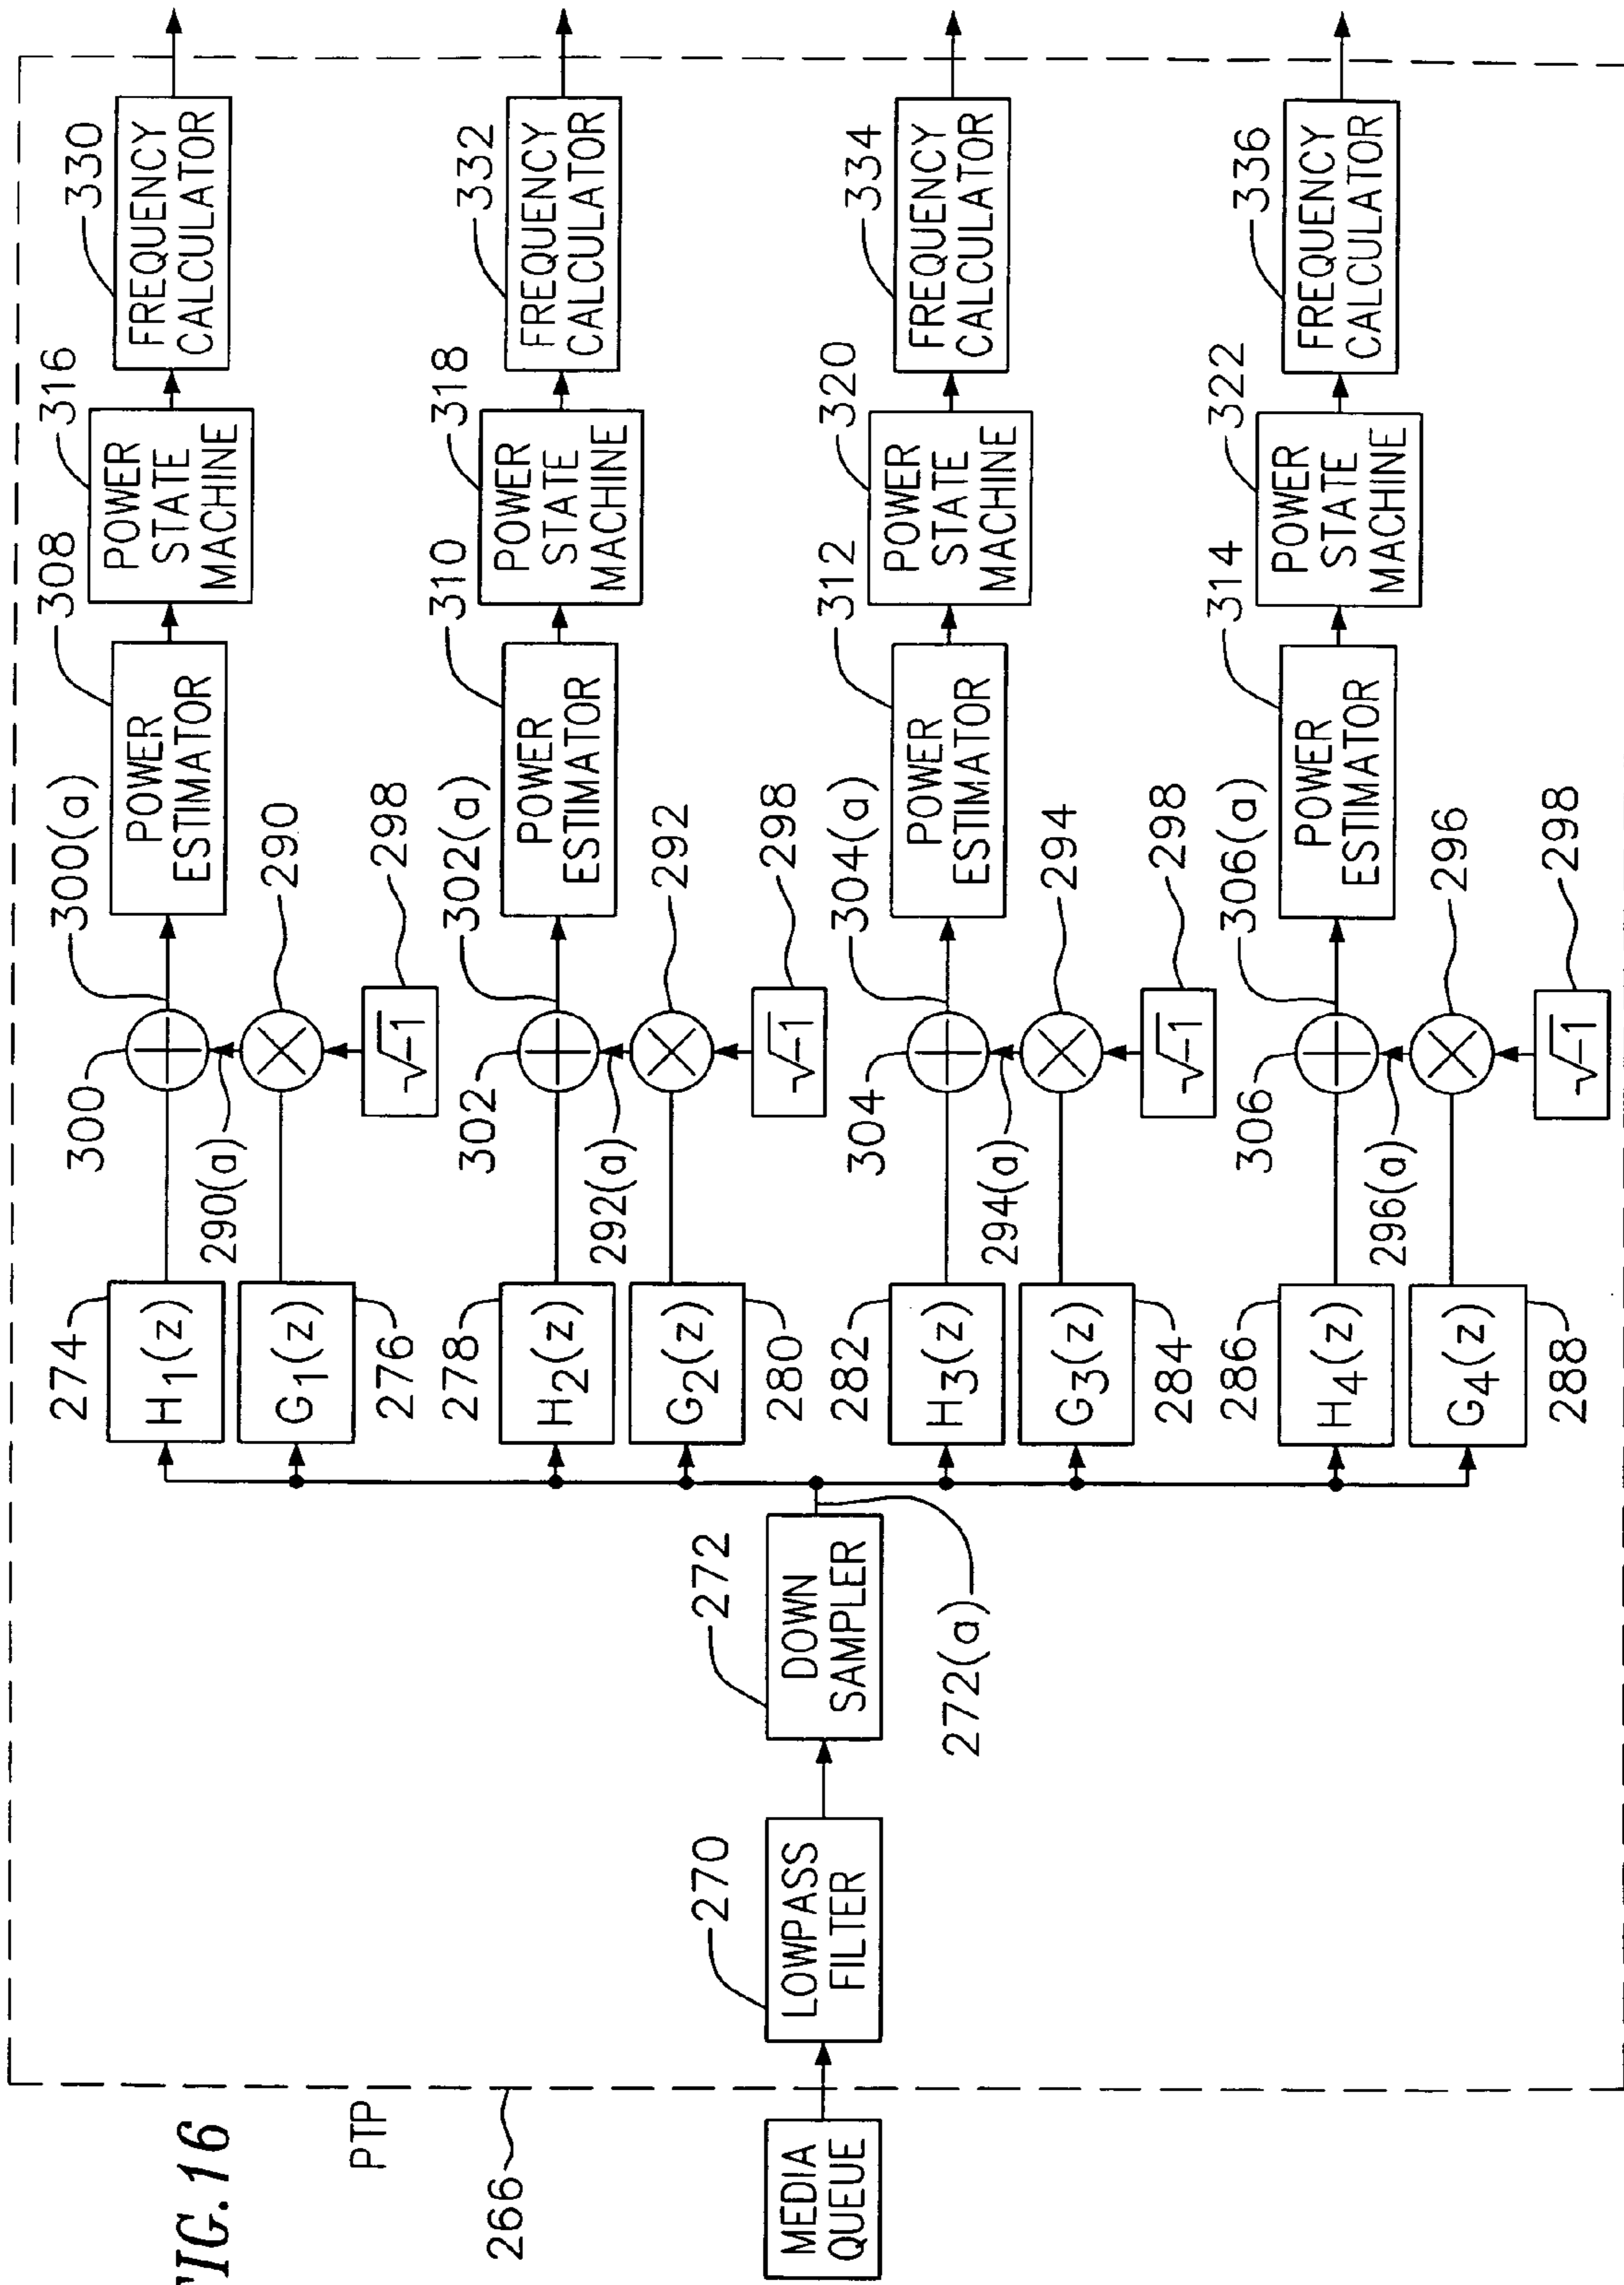 FIG.16
PTP
266
MEDIA
QUEUE
270
LOWPASS
FILTER
272
DOWN
SAMPLER
272(a)
274
H1(z)
G1(z)
276
300
290(a)
300(a)
290
√-1
298
308
POWER
ESTIMATOR
316
POWER
STATE
MACHINE
330
FREQUENCY
CALCULATOR
278
H2(z)
G2(z)
280
302
292(a)
302(a)
292
√-1
298
310
POWER
ESTIMATOR
318
POWER
STATE
MACHINE
332
FREQUENCY
CALCULATOR
282
H3(z)
G3(z)
284
304
294(a)
304(a)
294
√-1
298
312
POWER
ESTIMATOR
320
POWER
STATE
MACHINE
334
FREQUENCY
CALCULATOR
286
H4(z)
G4(z)
288
306
296(a)
306(a)
296
√-1
298
314
POWER
ESTIMATOR
322
POWER
STATE
MACHINE
336
FREQUENCY
CALCULATOR